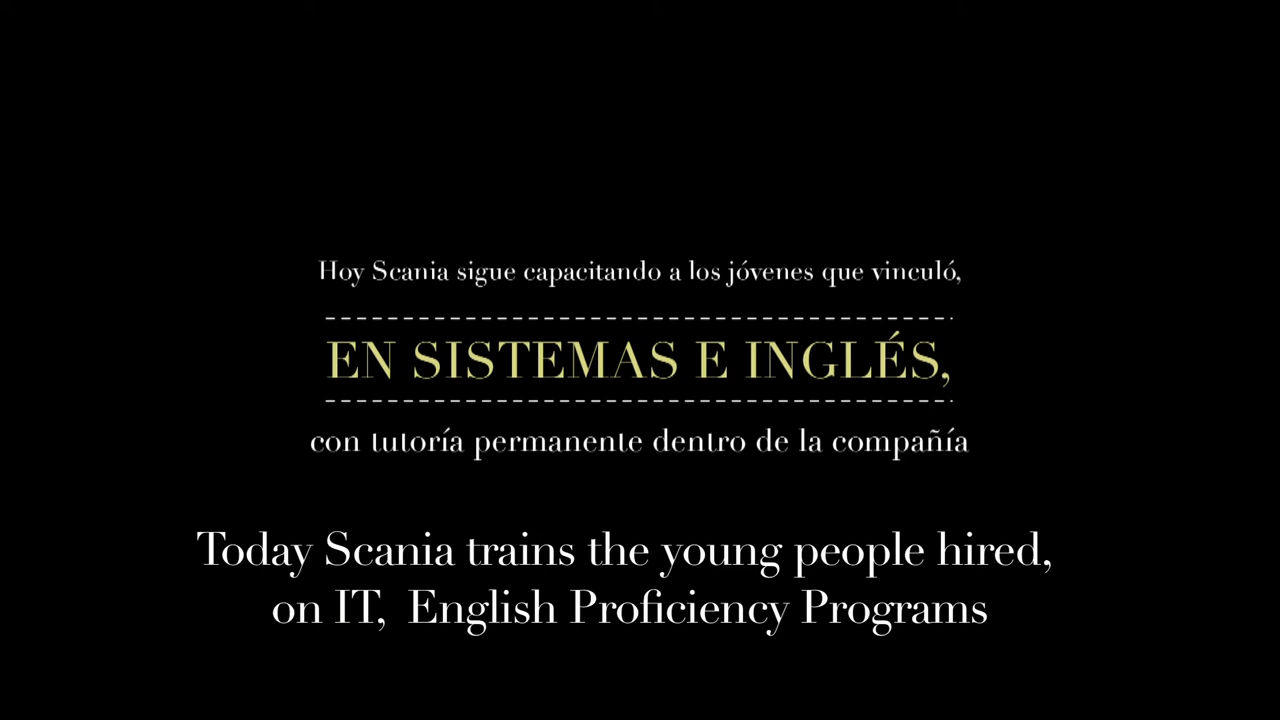 Hoy Scania sigue capacitando a los jóvenes que vinculó,
EN SISTEMAS E INGLÉS,
con tutoría permanente dentro de la compañía
Today Scania trains the young people hired,
on IT, English Proficiency Programs